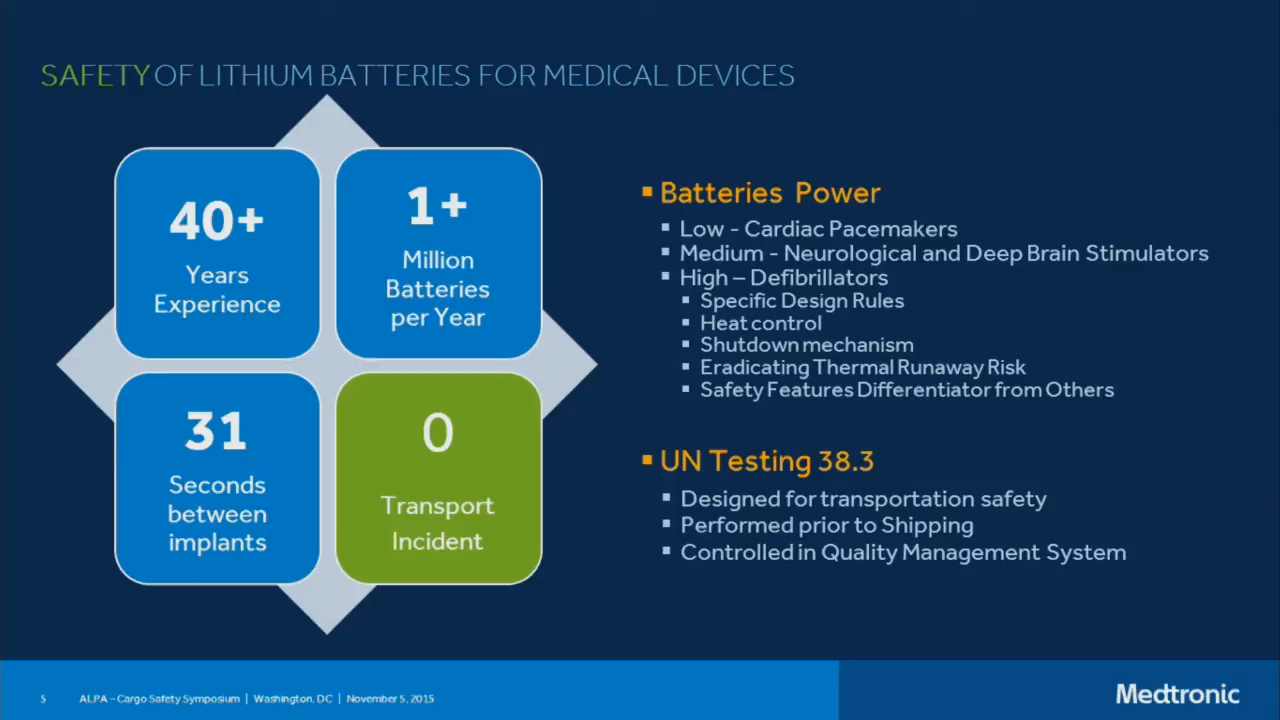 SAFETY OF LITHIUM BATTERIES FOR MEDICAL DEVICES
40+
Years
Experience
1+
Million
Batteries
per Year
31
Seconds
between
implants
0
Transport
Incident
▪ Batteries Power
▪ Low - Cardiac Pacemakers
▪ Medium - Neurological and Deep Brain Stimulators
▪ High – Defibrillators
▪ Specific Design Rules
▪ Heat control
▪ Shutdown mechanism
▪ Eradicating Thermal Runaway Risk
▪ Safety Features Differentiator from Others
▪ UN Testing 38.3
▪ Designed for transportation safety
▪ Performed prior to Shipping
▪ Controlled in Quality Management System
5 ALPA – Cargo Safety Symposium | Washington, DC | November 5, 2015
Medtronic